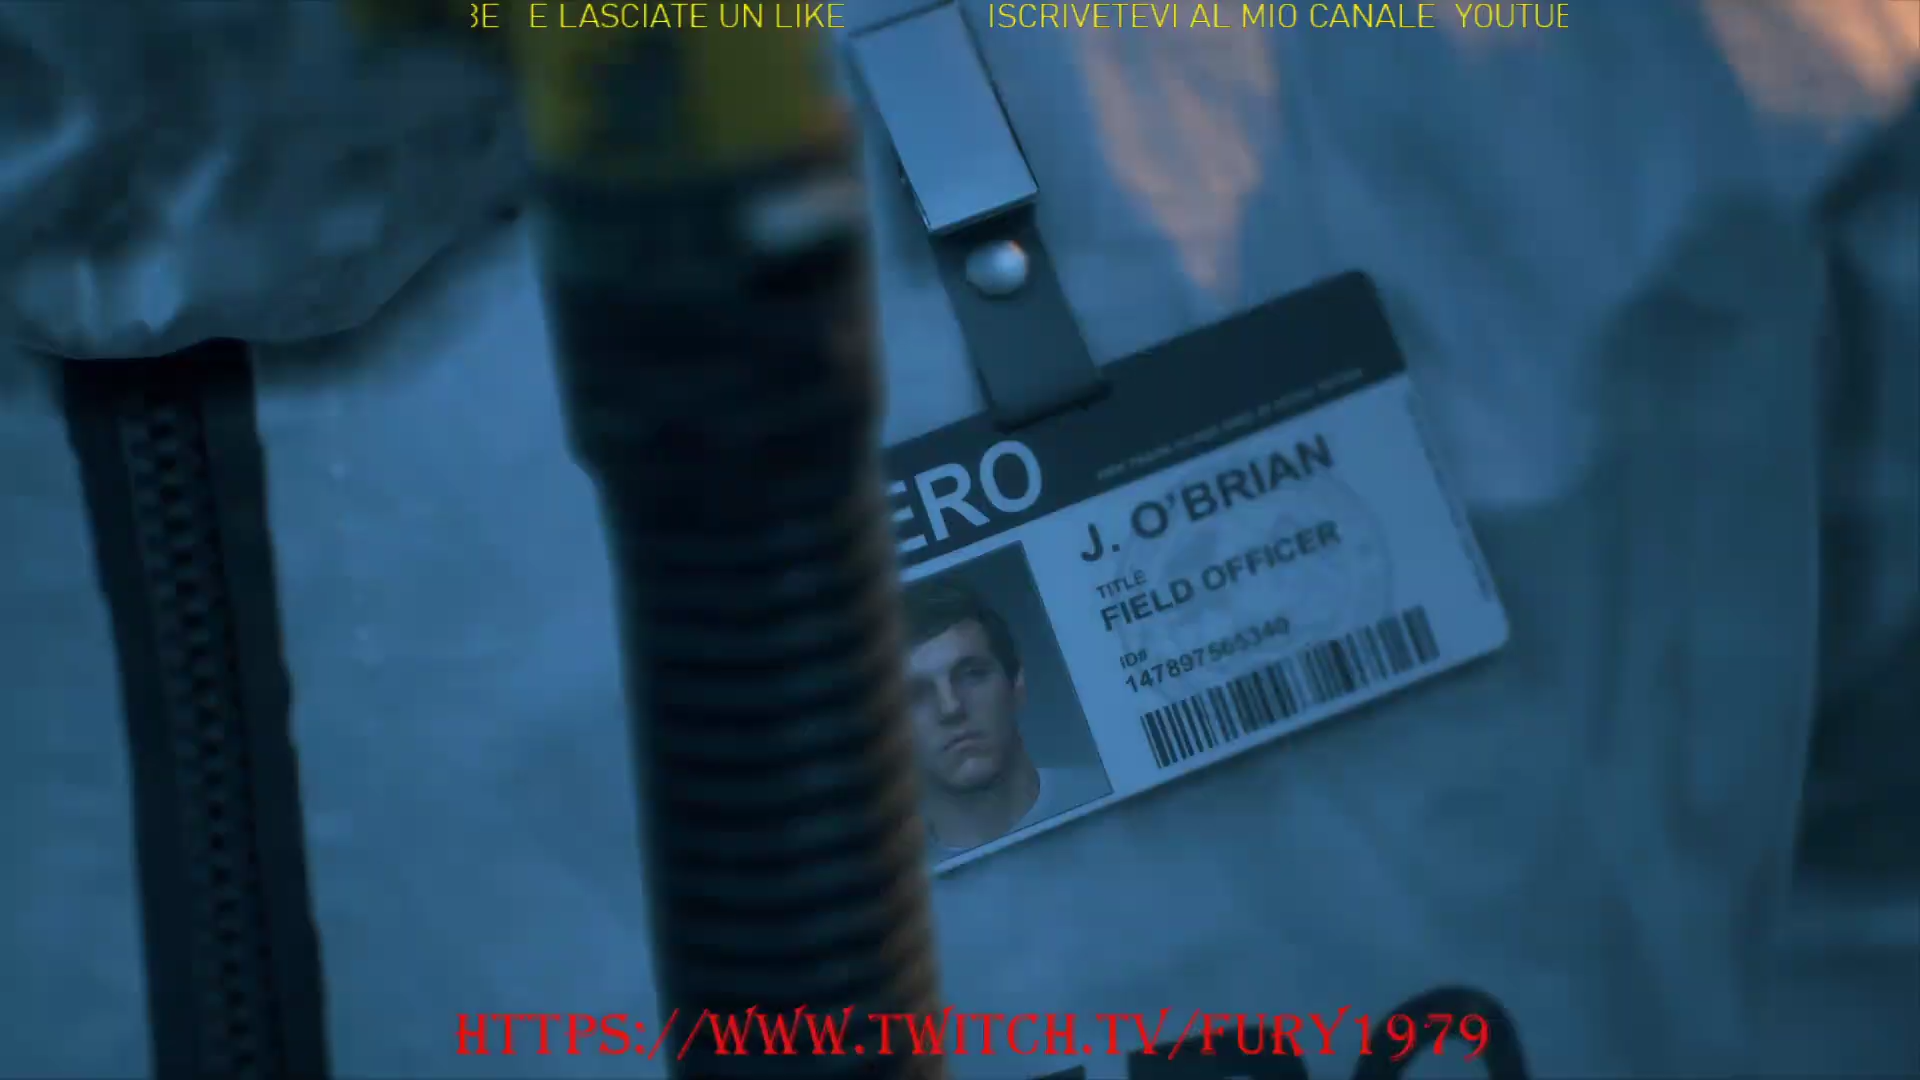 BE E LASCIATE UN LIKE ISCRIVETEVI AL MIO CANALE YOUTUB
ERO
J. O'BRIAN
TITLE
FIELD OFFICER
ID#
147897565340
HTTPS://WWW.TWITCH.TV/FURY1979